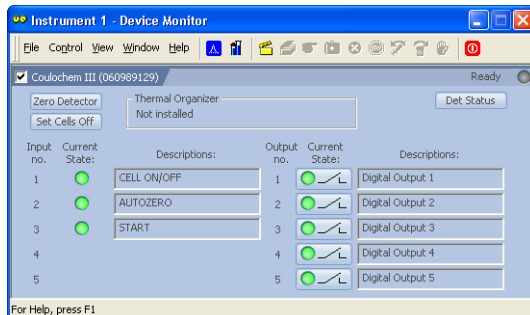 Instrument 1 - Device Monitor
File Control View Window Help
Coulochem III (060989129) Ready
Zero Detector
Set Cells Off
Thermal Organizer
Not installed
Det Status
Input no. Current State: Descriptions: Output no. Current State: Descriptions:
1 CELL ON/OFF 1 Digital Output 1
2 AUTOZERO 2 Digital Output 2
3 START 3 Digital Output 3
4 4 Digital Output 4
5 5 Digital Output 5
For Help, press F1